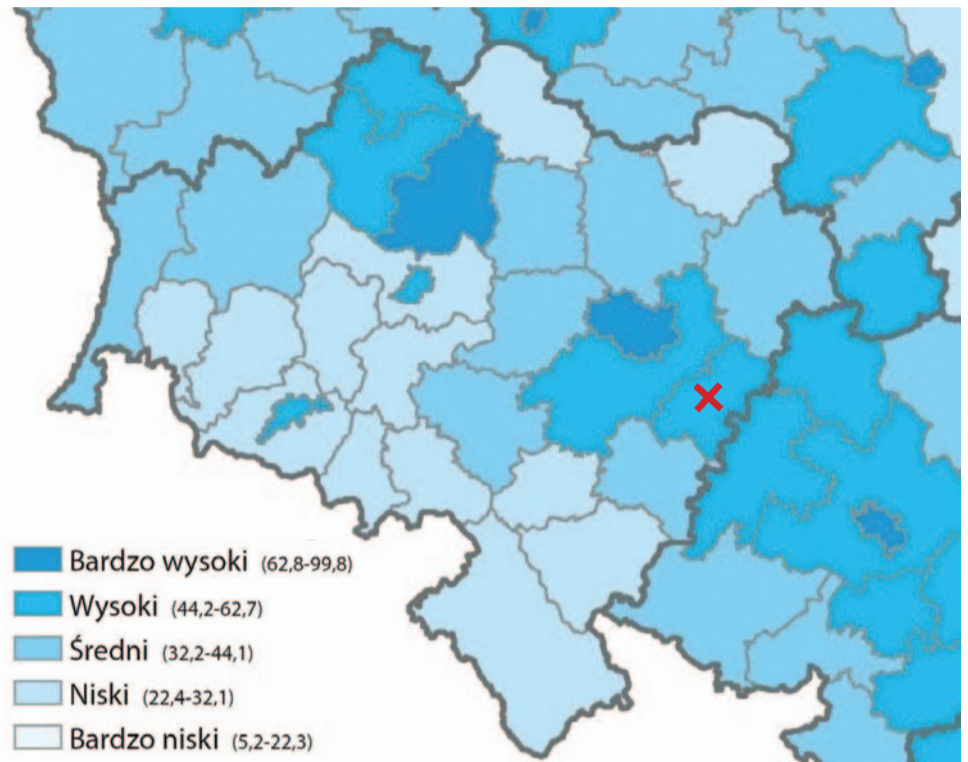 Bardzo wysoki (62,8-99,8)
Wysoki (44,2-62,7)
Średni (32,2-44,1)
Niski (22,4-32,1)
Bardzo niski (5,2-22,3)